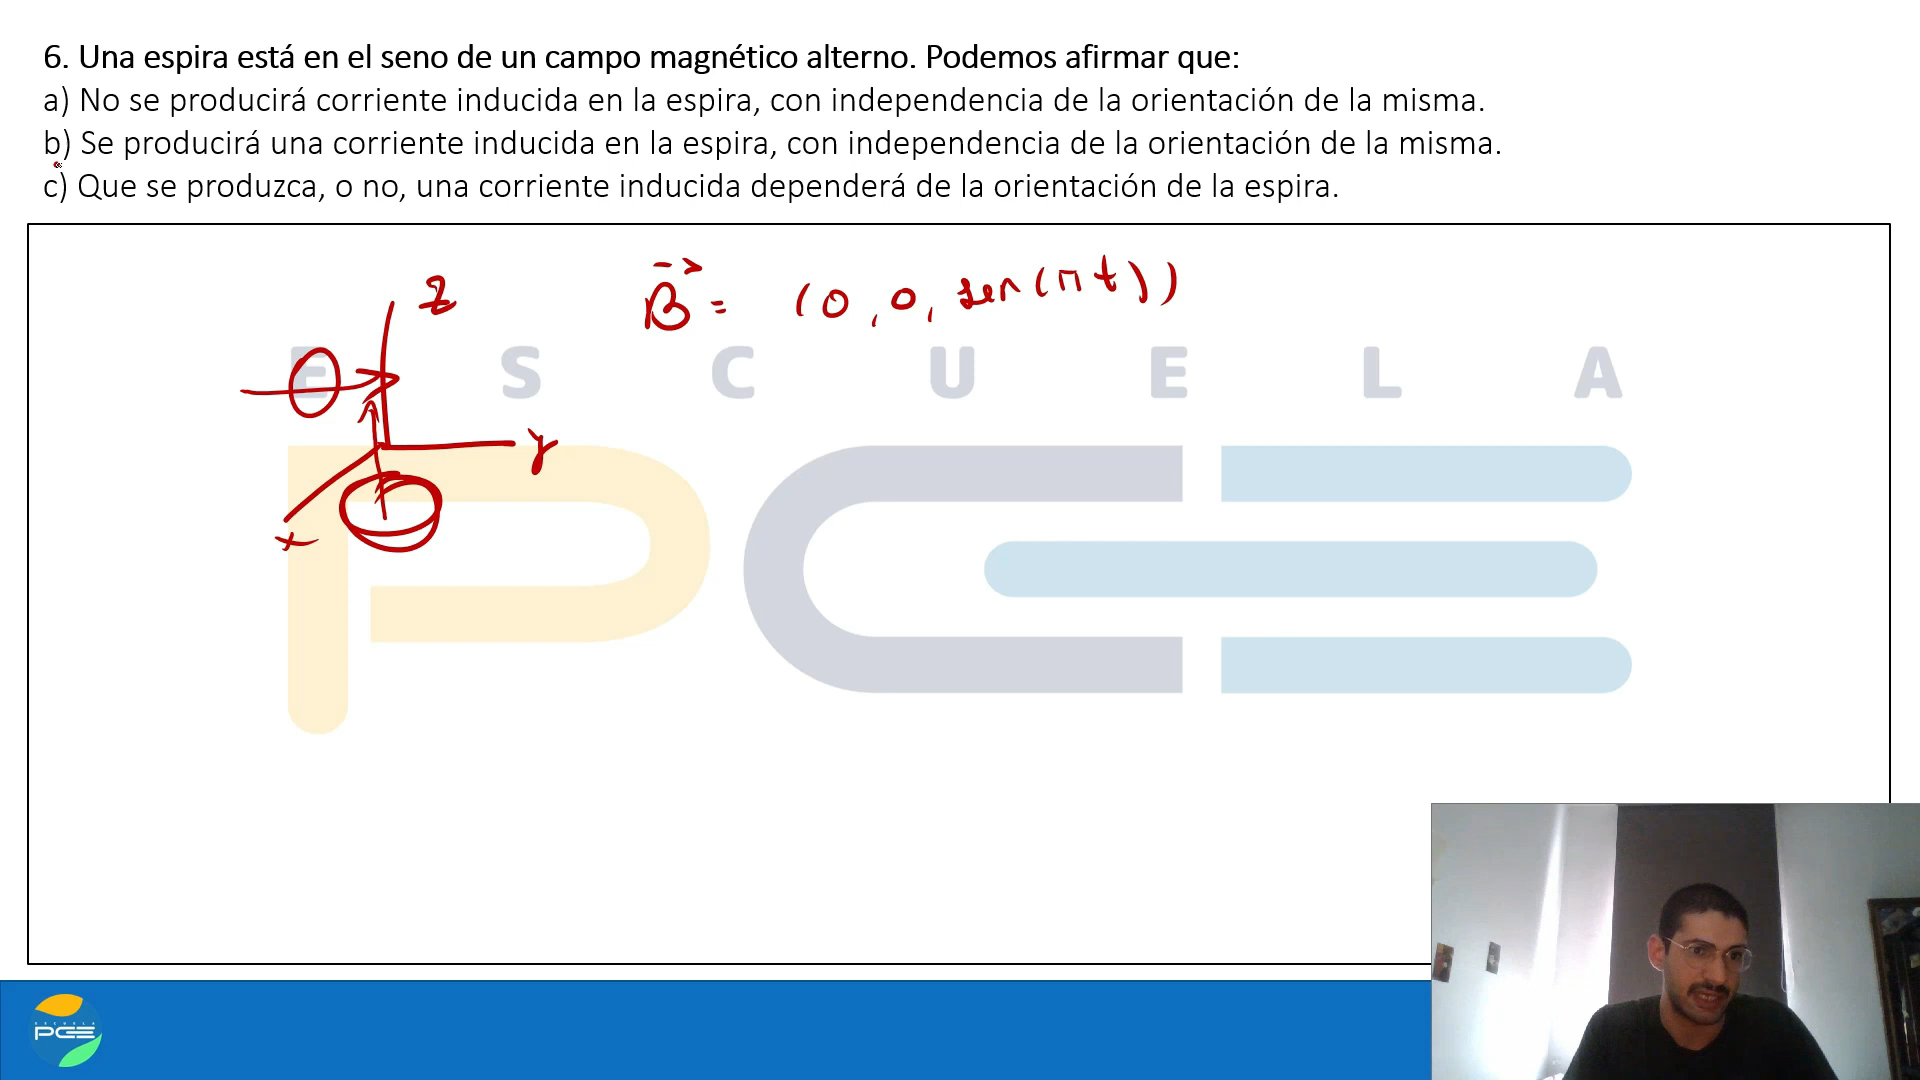 6. Una espira está en el seno de un campo magnético alterno. Podemos afirmar que:
a) No se producirá corriente inducida en la espira, con independencia de la orientación de la misma.
b) Se producirá una corriente inducida en la espira, con independencia de la orientación de la misma.
c) Que se produzca, o no, una corriente inducida dependerá de la orientación de la espira.
z
B = (0, 0, sen(πt))
E S C U E L A
y
x
PCE
ESCUELA
PCE